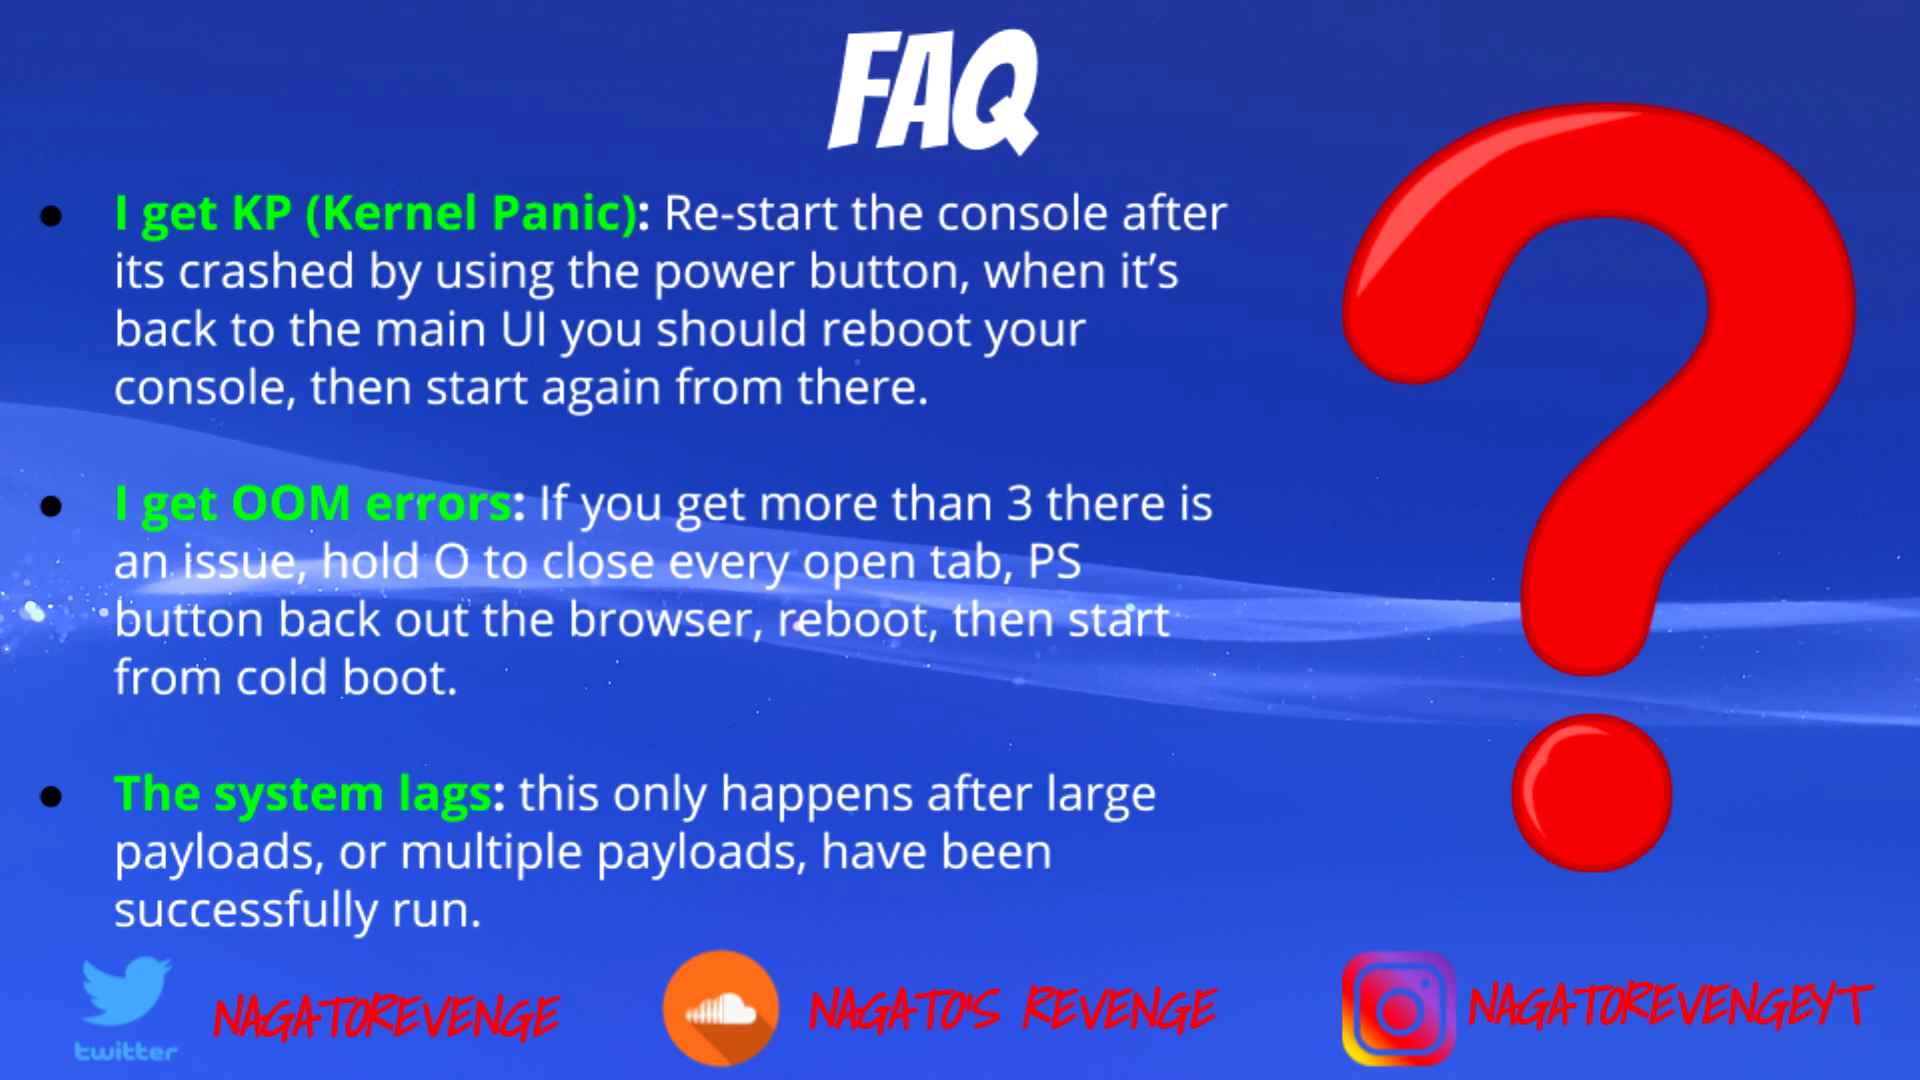 FAQ
● I get KP (Kernel Panic): Re-start the console after
its crashed by using the power button, when it’s
back to the main UI you should reboot your
console, then start again from there.
● I get OOM errors: If you get more than 3 there is
an issue, hold O to close every open tab, PS
button back out the browser, reboot, then start
from cold boot.
● The system lags: this only happens after large
payloads, or multiple payloads, have been
successfully run.
twitter
NAGATOREVENGE
NAGATO'S REVENGE
NAGATOREVENGEYT